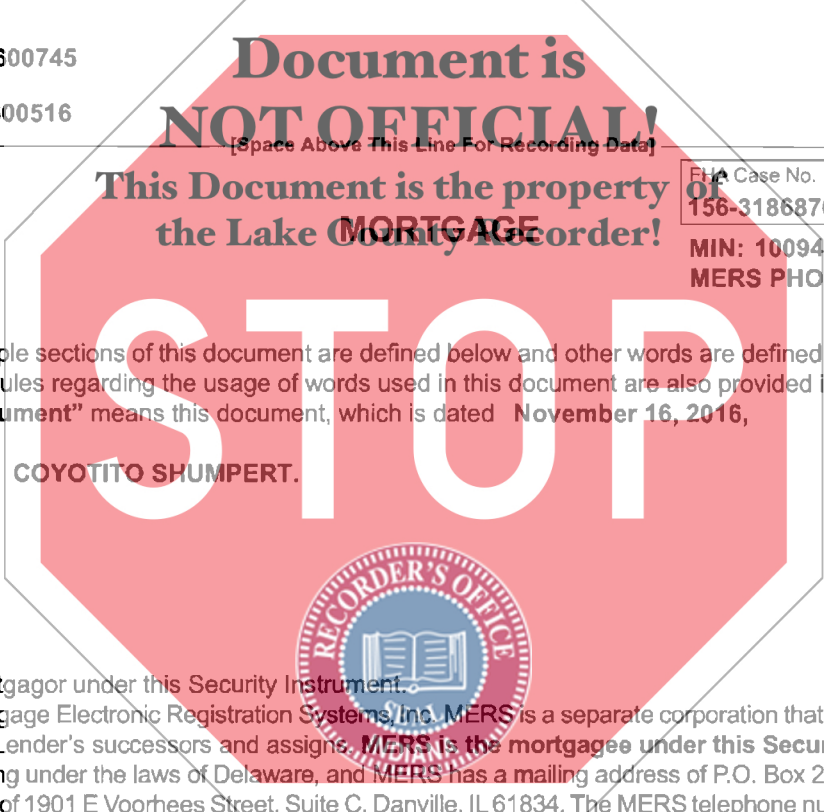 600745
Document is
00516
NOT OFFICIAL!
[Space Above This Line For Recording Data]
This Document is the property of
FHA Case No.
156-318687
the Lake County Recorder!
MORTGAGE
MIN: 10094
MERS PHO
STOP
ple sections of this document are defined below and other words are defined
ules regarding the usage of words used in this document are also provided i
ument” means this document, which is dated November 16, 2016,
COYOTITO SHUMPERT.
RECORDER'S OFFICE
tgagor under this Security Instrument.
gage Electronic Registration Systems, Inc. MERS is a separate corporation that
Lender's successors and assigns. MERS is the mortgagee under this Secu
Seal
INDIANA
ng under the laws of Delaware, and MERS has a mailing address of P.O. Box 2
of 1901 E Voorhees Street, Suite C, Danville, IL 61834. The MERS telephone nu